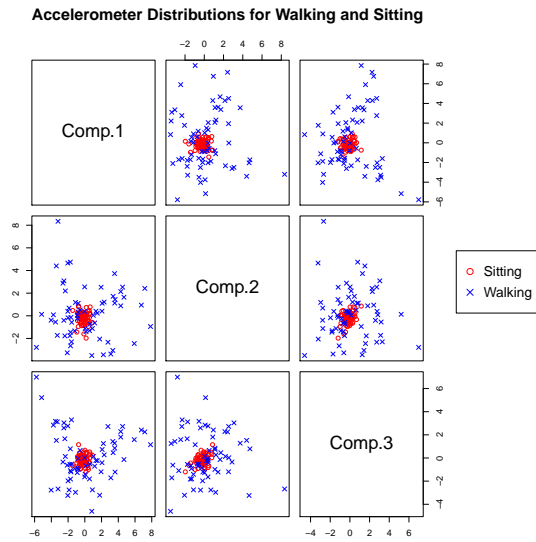 Accelerometer Distributions for Walking and Sitting
−2 0 2 4 6 8
Comp.1
−6 −4 −2 0 2 4 6 8
−2 0 2 4 6 8
Comp.2
Sitting
Walking
Comp.3
−4 −2 0 2 4 6
−6 −4 −2 0 2 4 6 8
−4 −2 0 2 4 6